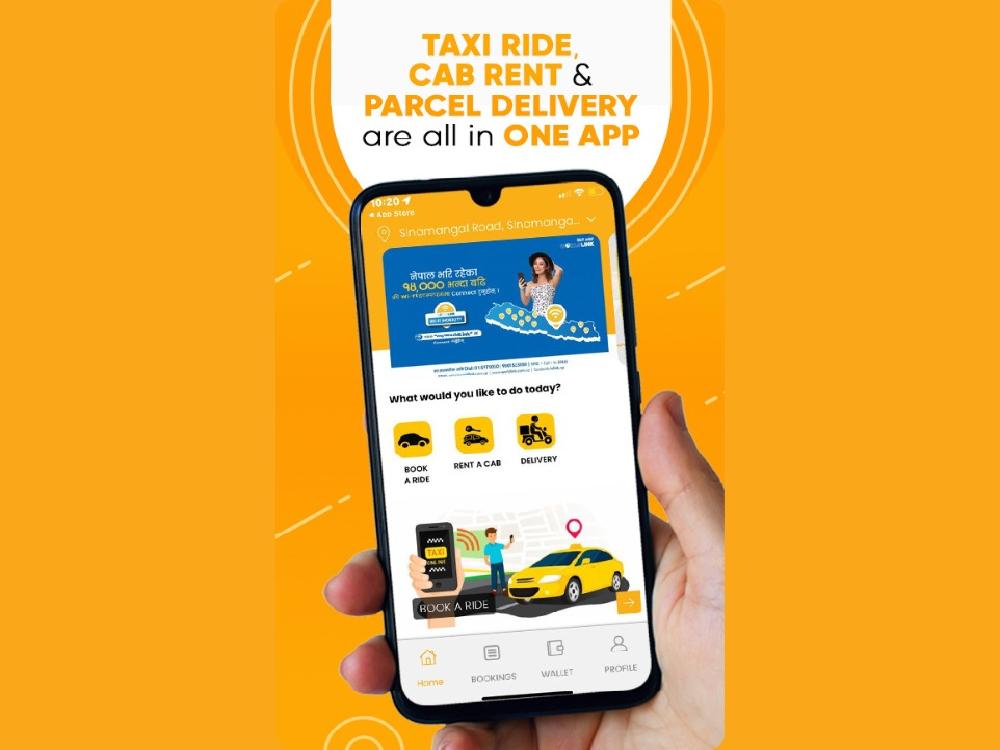 TAXI RIDE,
CAB RENT &
PARCEL DELIVERY
are all in ONE APP
10:20
App Store
Sinamangal Road, Sinamanga...
नेपाल भरि रहेका
१४,००० भन्दा बढि
LINK
What would you like to do today?
BOOK
A RIDE
RENT A CAB
DELIVERY
TAXI
BOOK A RIDE
Home
BOOKINGS
WALLET
PROFILE